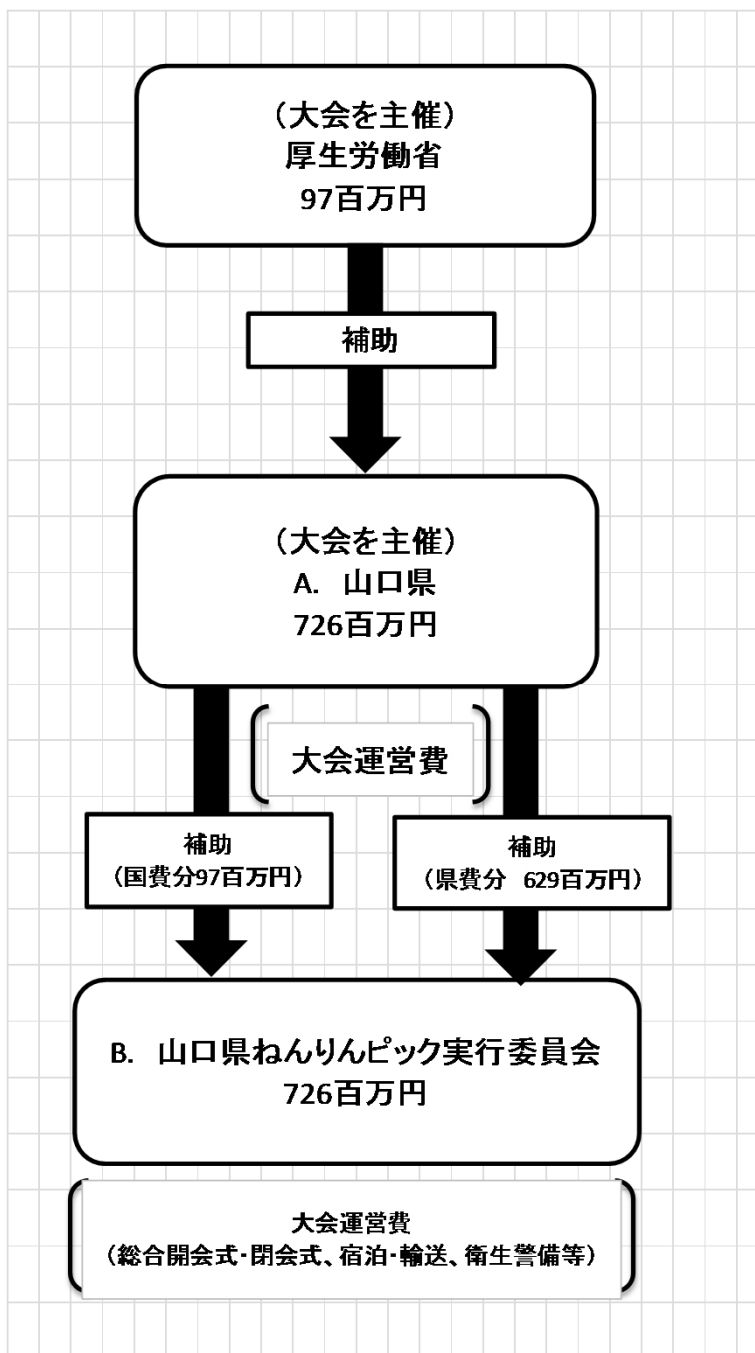 （大会を主催）
厚生労働省
97百万円
補助
（大会を主催）
A. 山口県
726百万円
大会運営費
補助
（国費分97百万円）
補助
（県費分 629百万円）
B. 山口県ねんりんピック実行委員会
726百万円
大会運営費
（総合開会式・閉会式、宿泊・輸送、衛生警備等）